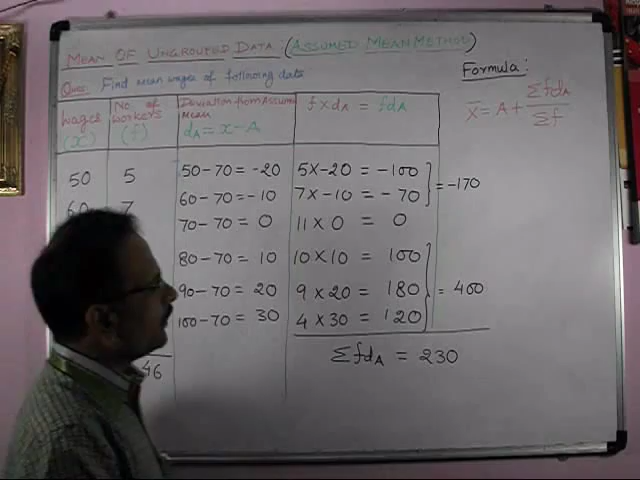 MEAN OF UNGROUPED DATA: (ASSUMED MEAN METHOD)
Formula:
Ques: Find mean wages of following data
x̄ = A + Σfd_A / Σf
Wages (x)
No of workers (f)
Deviation from Assume Mean d_A = x - A
f x d_A = fd_A
50 5 50-70 = -20 5 x -20 = -100
60 7 60-70 = -10 7 x -10 = -70
= -170
70-70 = 0 11 x 0 = 0
80-70 = 10 10 x 10 = 100
90-70 = 20 9 x 20 = 180
= 400
100-70 = 30 4 x 30 = 120
46 Σfd_A = 230